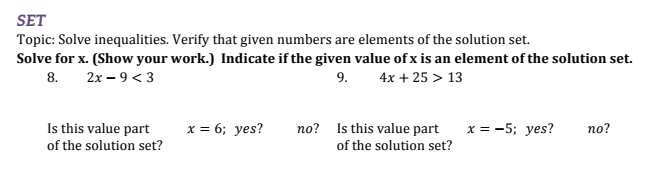 SET
Topic: Solve inequalities. Verify that given numbers are elements of the solution set.
Solve for x. (Show your work.) Indicate if the given value of x is an element of the solution set.
8. 2x − 9 < 3 9. 4x + 25 > 13
Is this value part x = 6; yes? no? Is this value part x = −5; yes? no?
of the solution set? of the solution set?